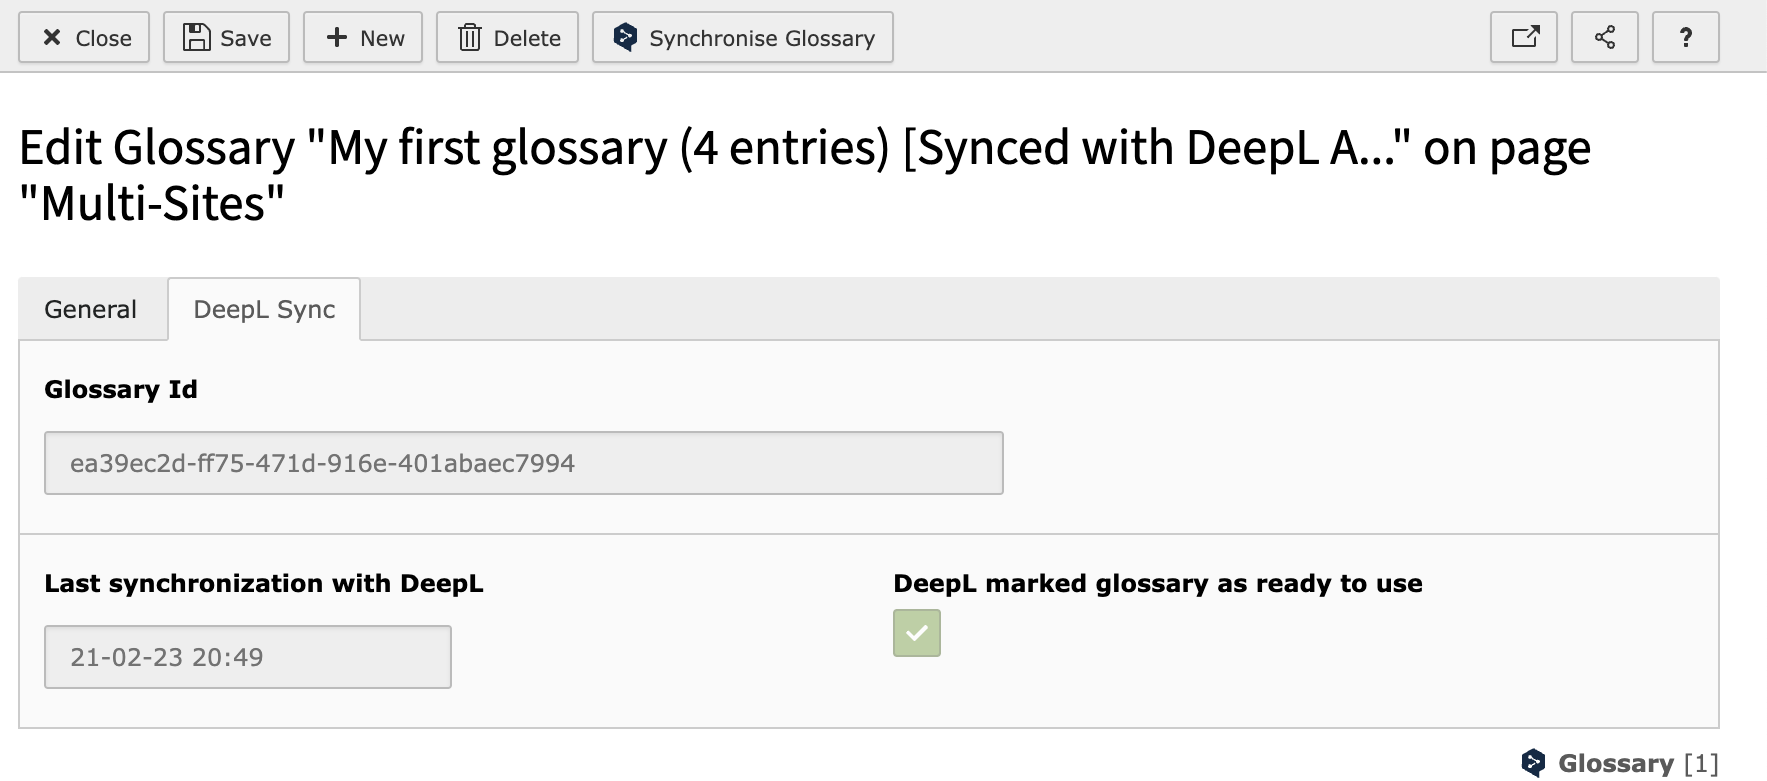 Close Save New Delete Synchronise Glossary ?
Edit Glossary "My first glossary (4 entries) [Synced with DeepL A..." on page
"Multi-Sites"
General DeepL Sync
Glossary Id
ea39ec2d-ff75-471d-916e-401abaec7994
Last synchronization with DeepL DeepL marked glossary as ready to use
21-02-23 20:49
Glossary [1]